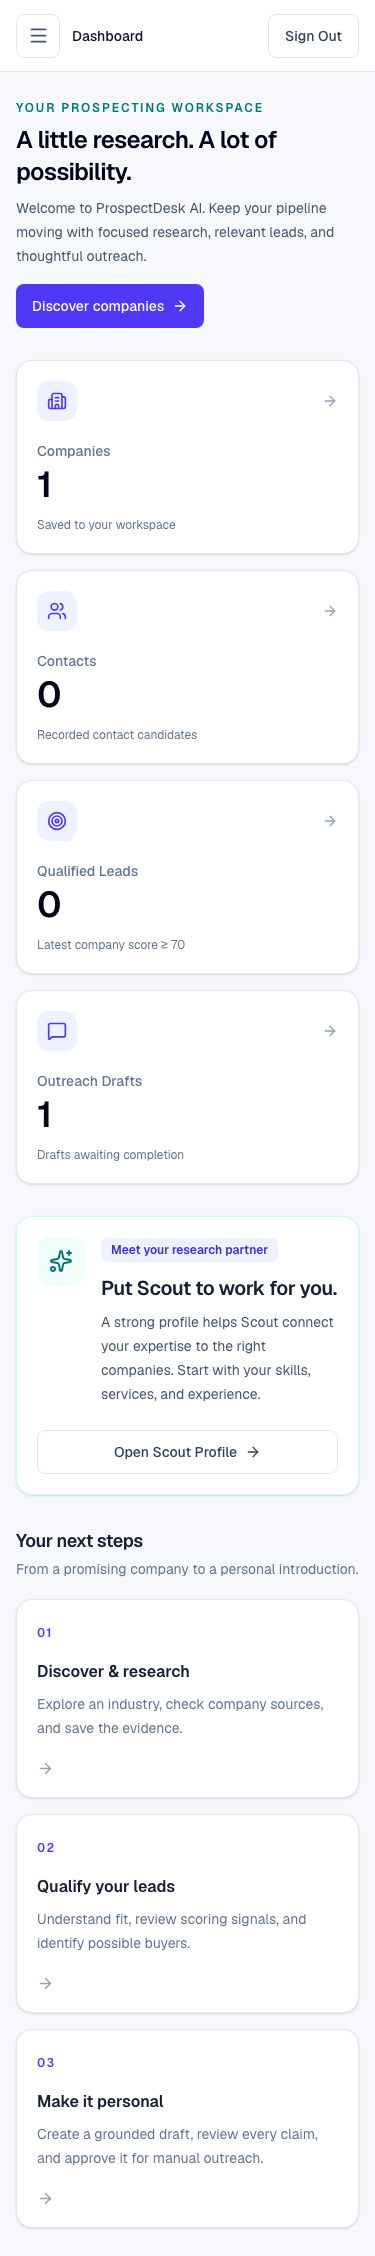 Dashboard
Sign Out
YOUR PROSPECTING WORKSPACE
A little research. A lot of
possibility.
Welcome to ProspectDesk AI. Keep your pipeline
moving with focused research, relevant leads, and
thoughtful outreach.
Discover companies
Companies
1
Saved to your workspace
Contacts
0
Recorded contact candidates
Qualified Leads
0
Latest company score ≥ 70
Outreach Drafts
1
Drafts awaiting completion
Meet your research partner
Put Scout to work for you.
A strong profile helps Scout connect
your expertise to the right
companies. Start with your skills,
services, and experience.
Open Scout Profile
Your next steps
From a promising company to a personal introduction.
01
Discover & research
Explore an industry, check company sources,
and save the evidence.
02
Qualify your leads
Understand fit, review scoring signals, and
identify possible buyers.
03
Make it personal
Create a grounded draft, review every claim,
and approve it for manual outreach.